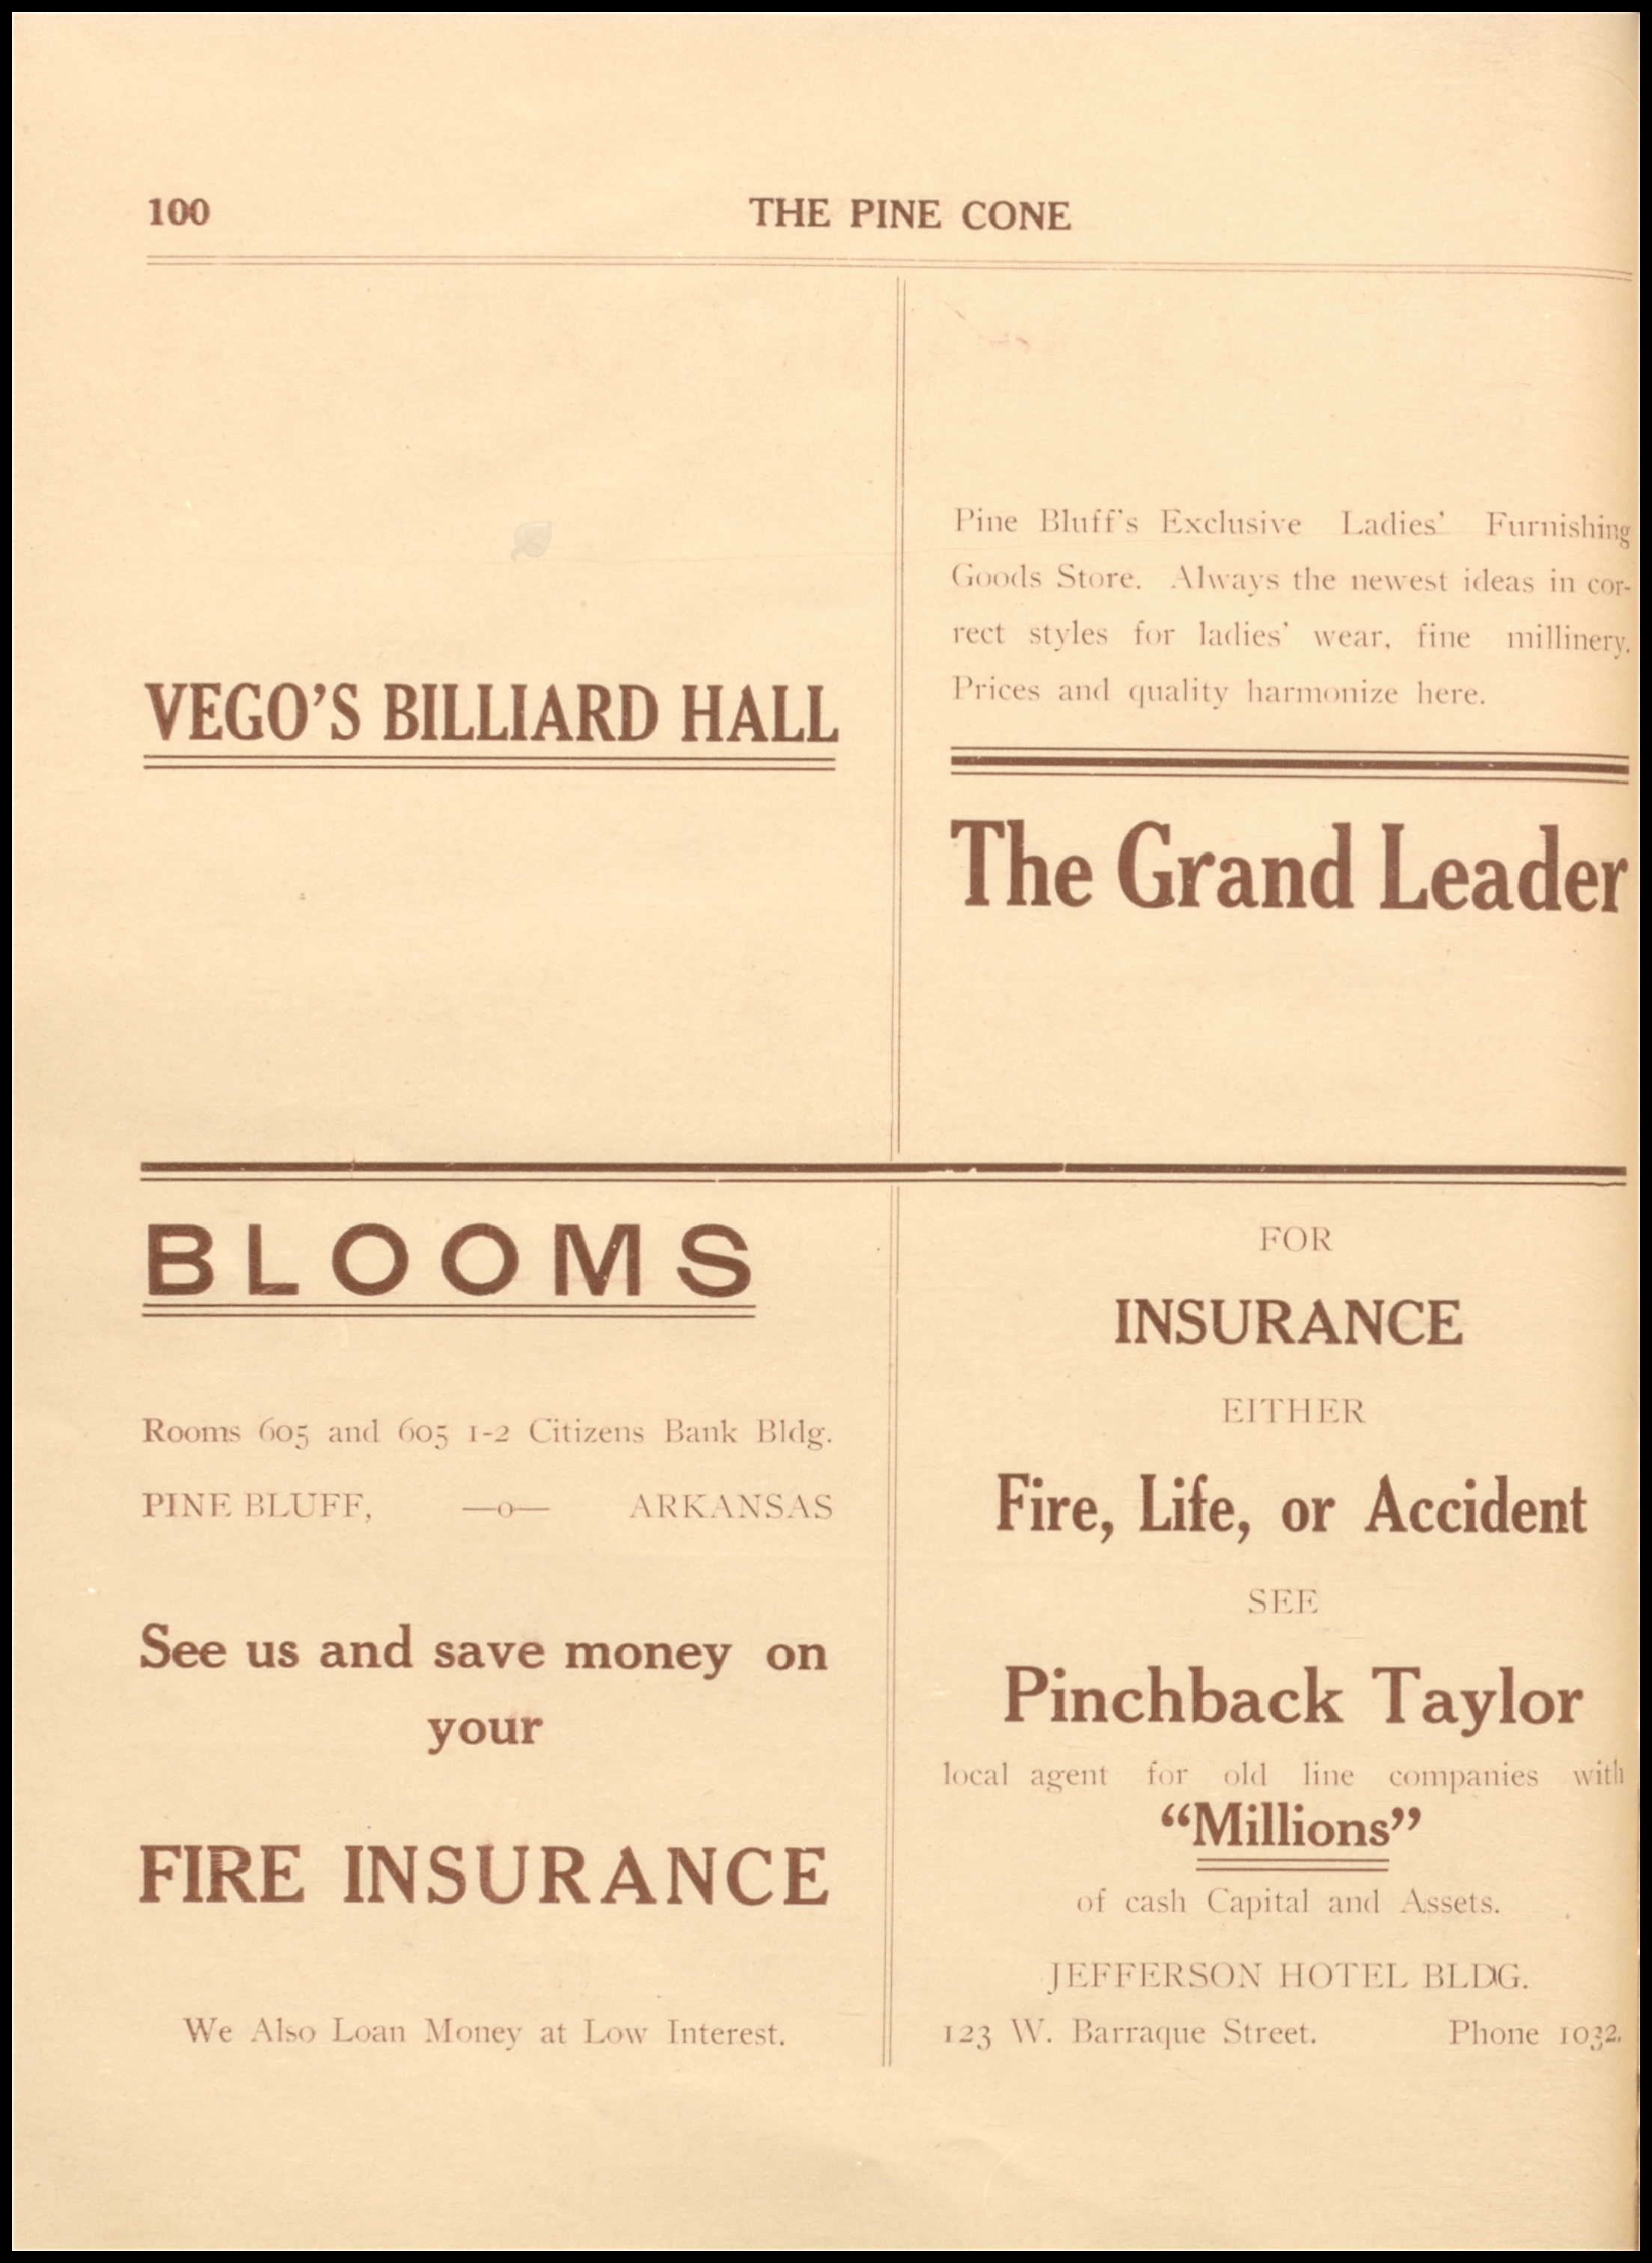 100
THE PINE CONE
VEGO'S BILLIARD HALL
Pine Bluff's Exclusive Ladies' Furnishing
Goods Store. Always the newest ideas in cor-
rect styles for ladies' wear, fine millinery.
Prices and quality harmonize here.
The Grand Leader
BLOOMS
Rooms 605 and 605 1-2 Citizens Bank Bldg.
PINE BLUFF, —o— ARKANSAS
See us and save money on
your
FIRE INSURANCE
We Also Loan Money at Low Interest.
FOR
INSURANCE
EITHER
Fire, Life, or Accident
SEE
Pinchback Taylor
local agent for old line companies with
“Millions”
of cash Capital and Assets.
JEFFERSON HOTEL BLDG.
123 W. Barraque Street. Phone 1032.